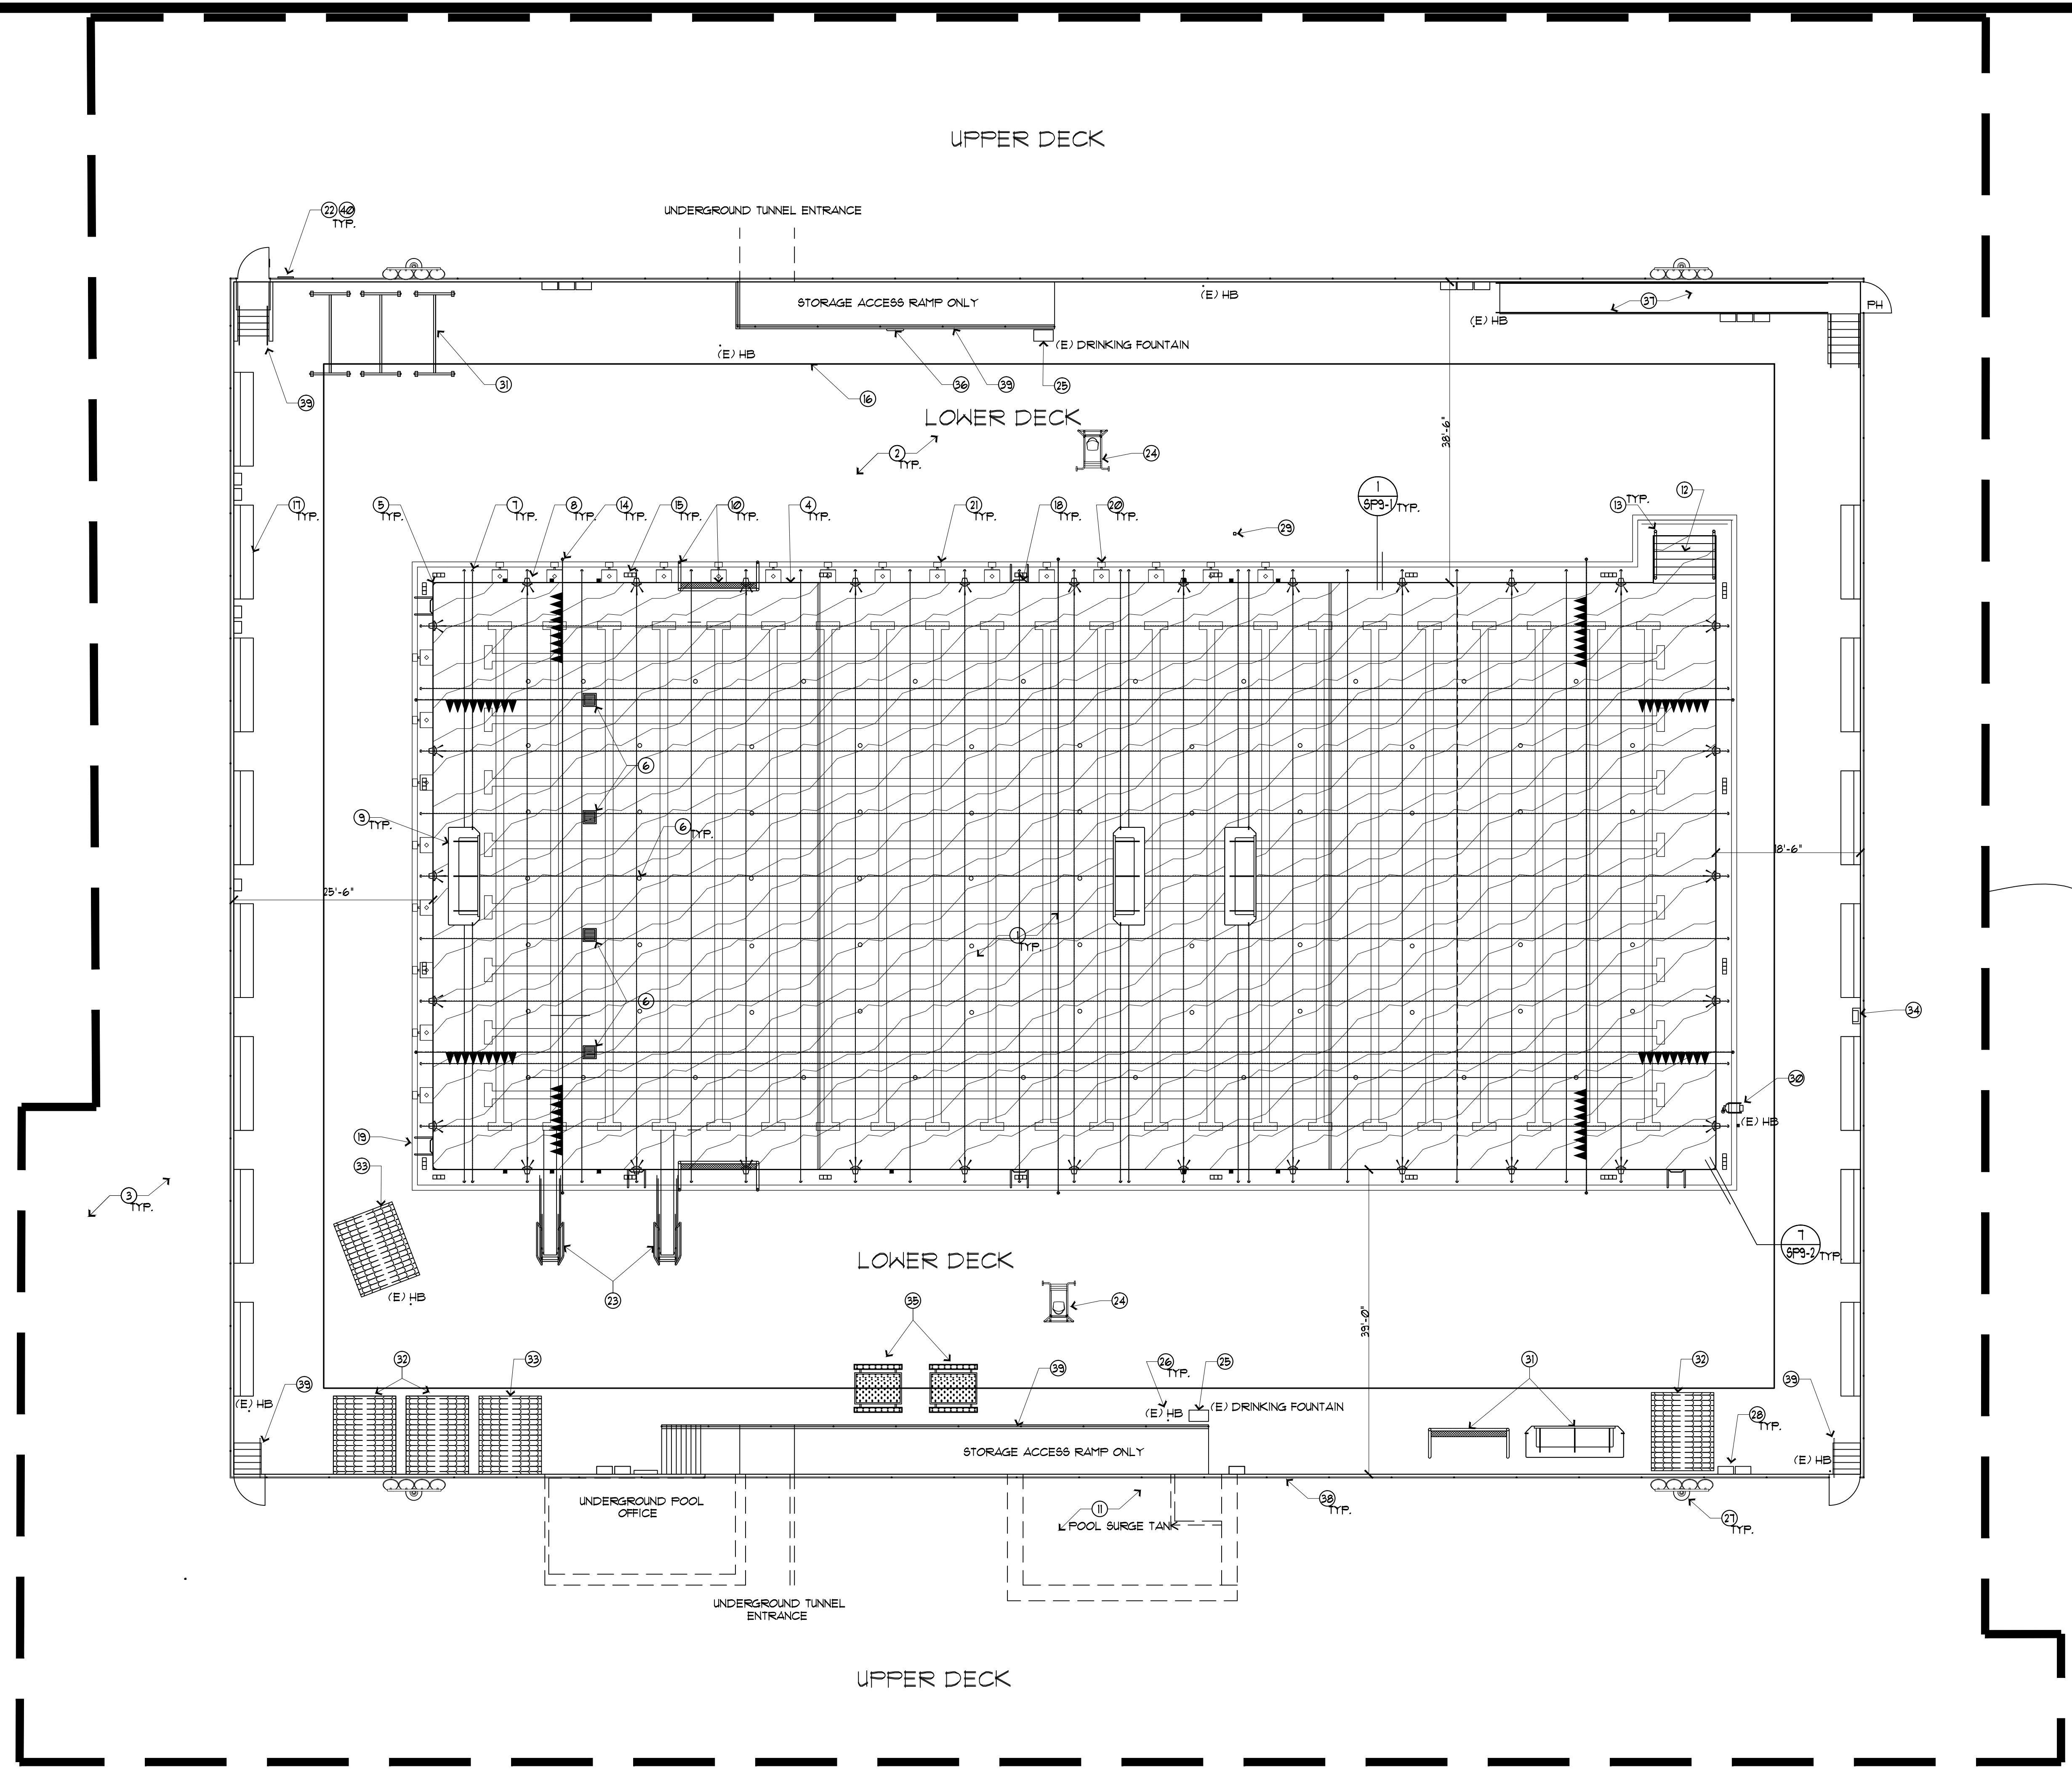 UPPER DECK
22 40
TYP.
UNDERGROUND TUNNEL ENTRANCE
STORAGE ACCESS RAMP ONLY
(E) HB
37
PH
(E) HB
(E) DRINKING FOUNTAIN
(E) HB
31
36
39
25
39
16
LOWER DECK
2
TYP.
24
1
SP9-1
TYP.
38'-6"
17
TYP.
5
TYP.
7
TYP.
8
TYP.
14
TYP.
15
TYP.
10
TYP.
4
TYP.
21
TYP.
18
TYP.
20
TYP.
29
13
TYP.
12
6
9
TYP.
6
TYP.
18'-6"
25'-6"
1
TYP.
6
34
30
(E) HB
19
33
3
TYP.
7
SP9-2
TYP.
LOWER DECK
(E) HB
23
35
24
39'-0"
32
33
39
26
TYP.
25
31
32
39
39
(E) HB
(E) HB
(E) DRINKING FOUNTAIN
28
TYP.
STORAGE ACCESS RAMP ONLY
(E) HB
UNDERGROUND POOL
OFFICE
11
POOL SURGE TANK
38
TYP.
27
TYP.
UNDERGROUND TUNNEL
ENTRANCE
UPPER DECK